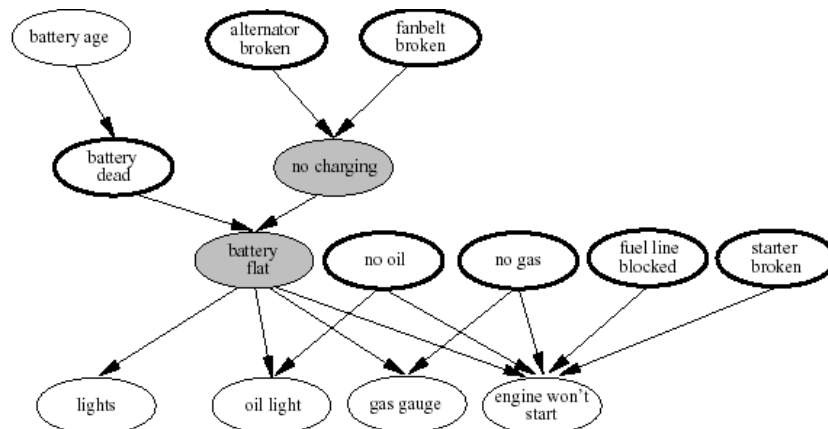 battery age
alternator
broken
fanbelt
broken
battery
dead
no charging
battery
flat
no oil
no gas
fuel line
blocked
starter
broken
lights
oil light
gas gauge
engine won't
start